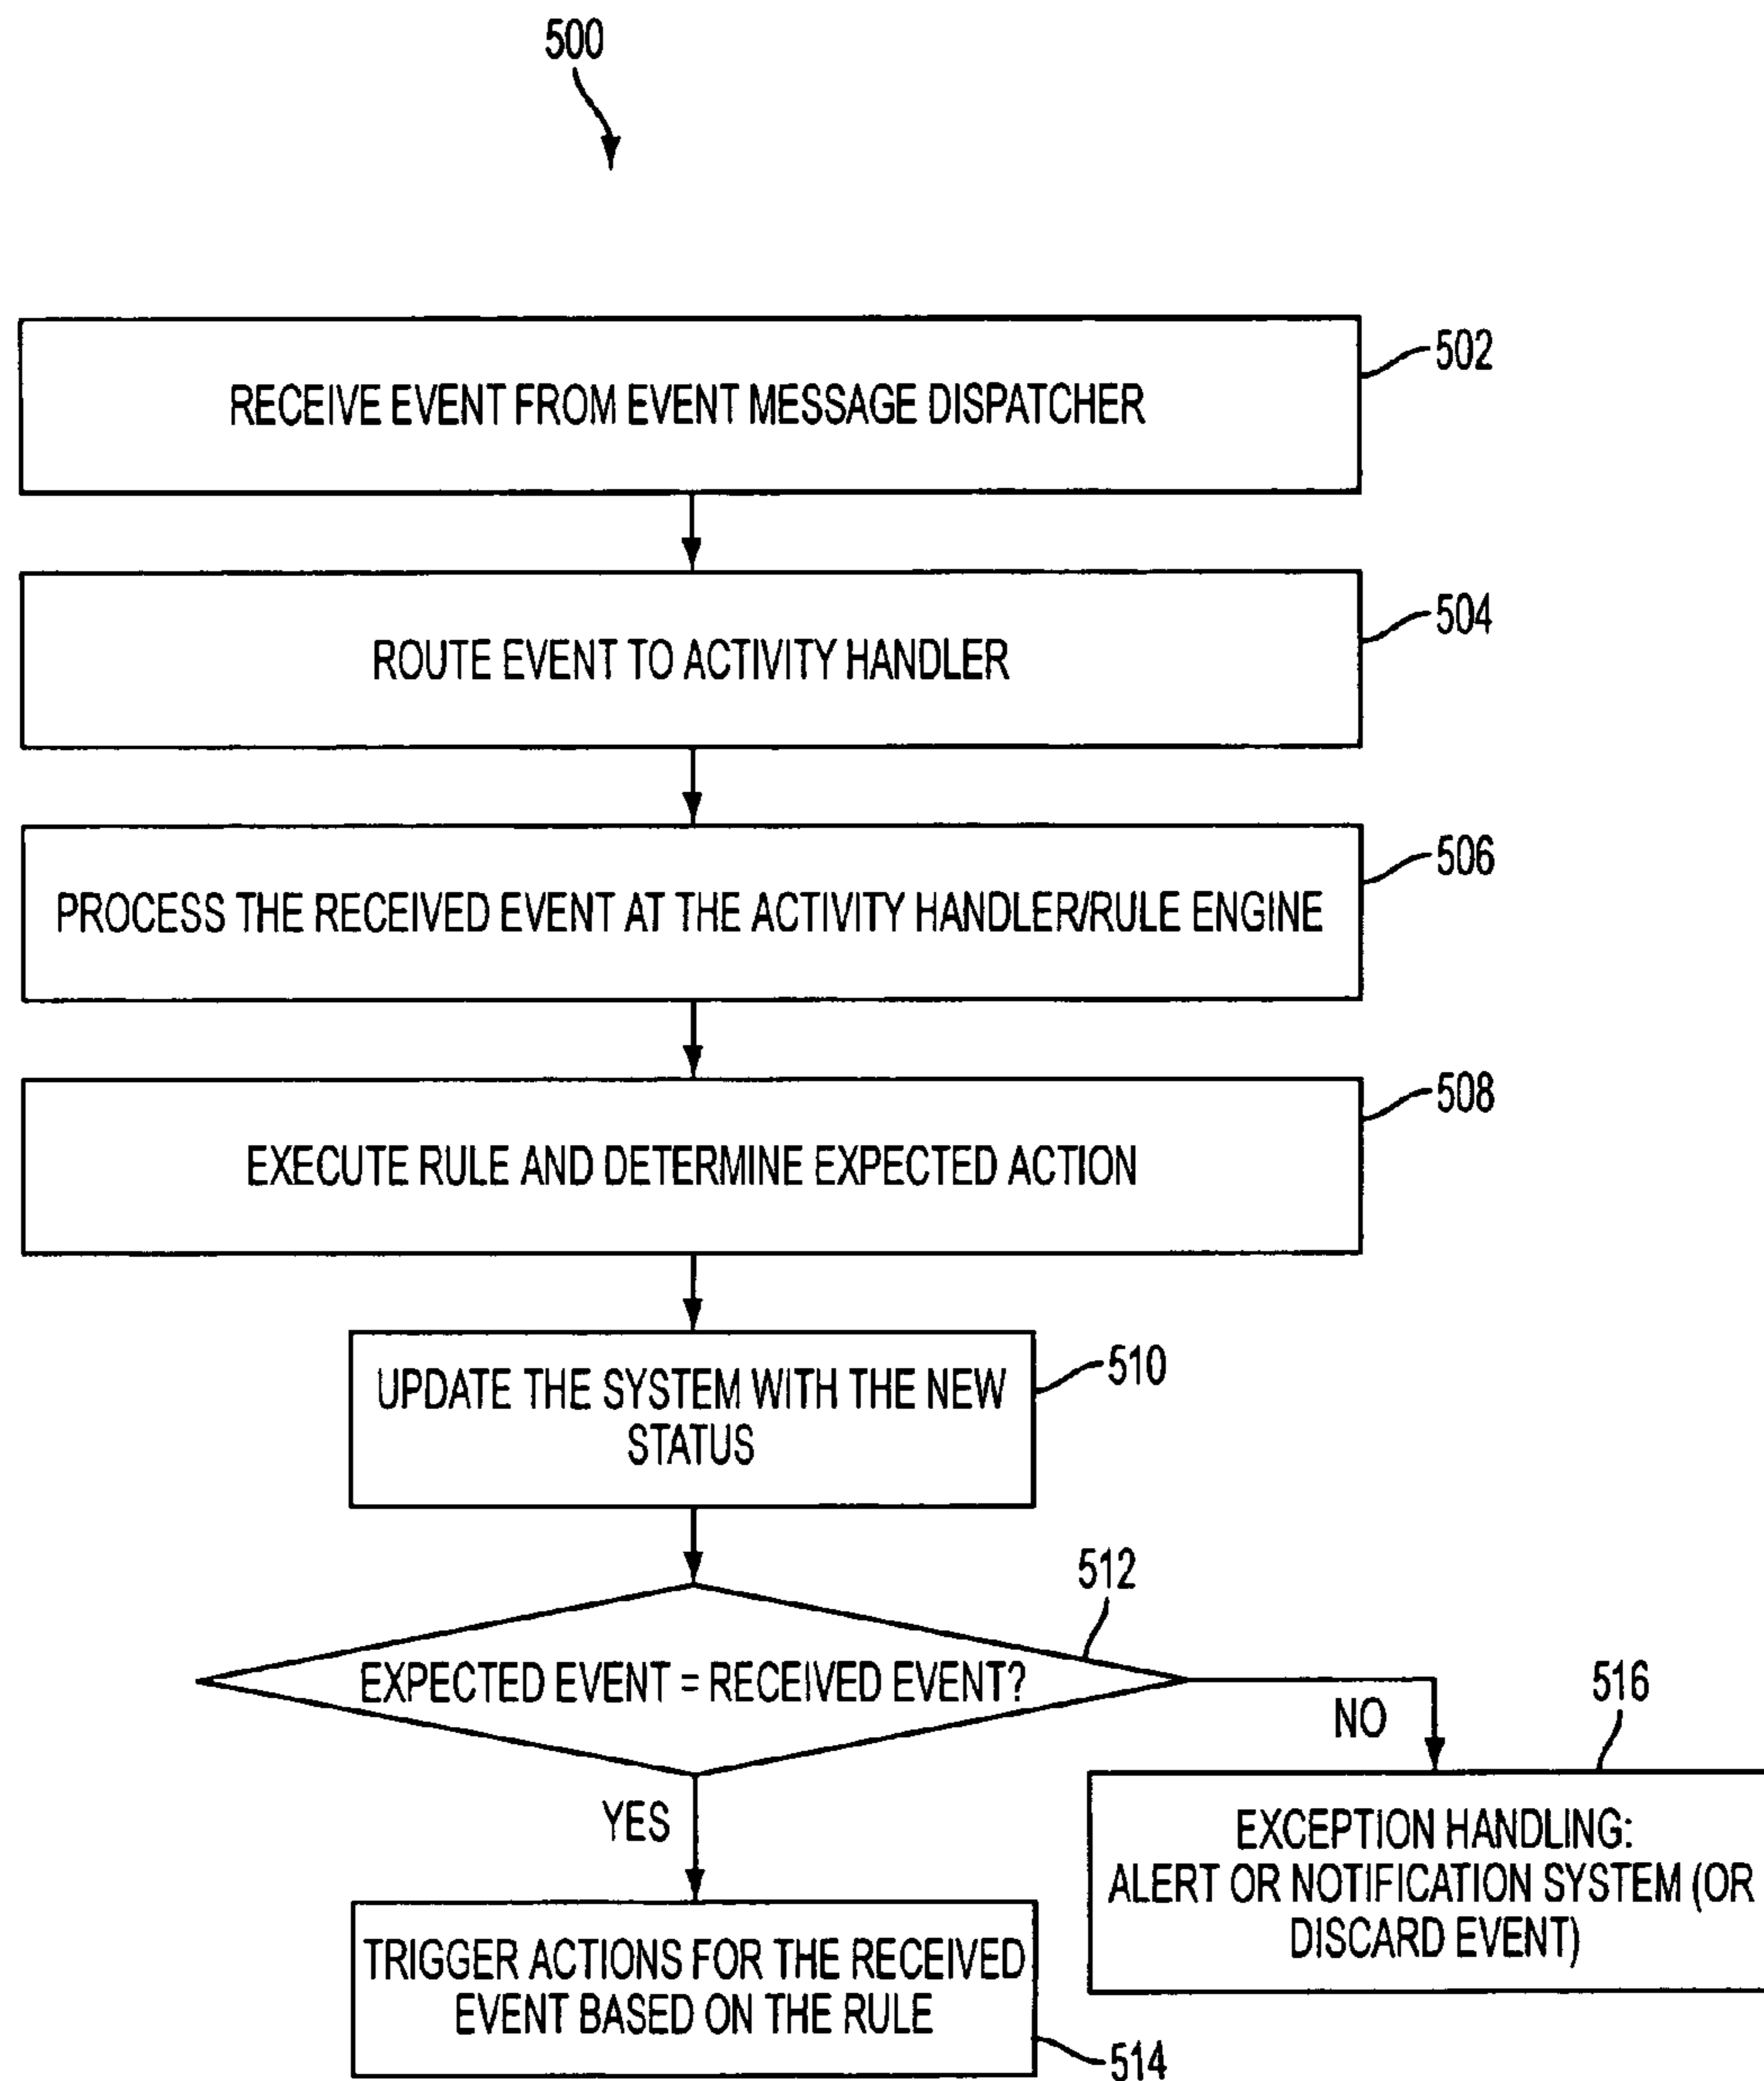 500
RECEIVE EVENT FROM EVENT MESSAGE DISPATCHER
502
ROUTE EVENT TO ACTIVITY HANDLER
504
PROCESS THE RECEIVED EVENT AT THE ACTIVITY HANDLER/RULE ENGINE
506
EXECUTE RULE AND DETERMINE EXPECTED ACTION
508
UPDATE THE SYSTEM WITH THE NEW
STATUS
510
EXPECTED EVENT = RECEIVED EVENT?
512
NO
YES
516
EXCEPTION HANDLING:
ALERT OR NOTIFICATION SYSTEM (OR
DISCARD EVENT)
TRIGGER ACTIONS FOR THE RECEIVED
EVENT BASED ON THE RULE
514